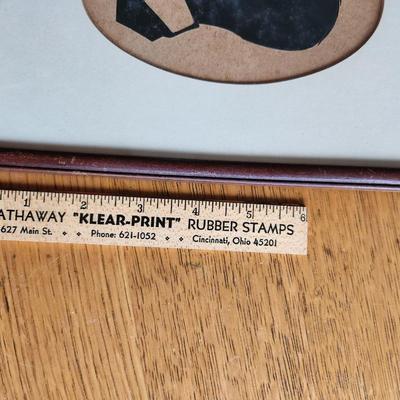 1 2 3 4 5 6
ATHAWAY "KLEAR-PRINT" RUBBER STAMPS
627 Main St. Phone: 621-1052 Cincinnati, Ohio 45201